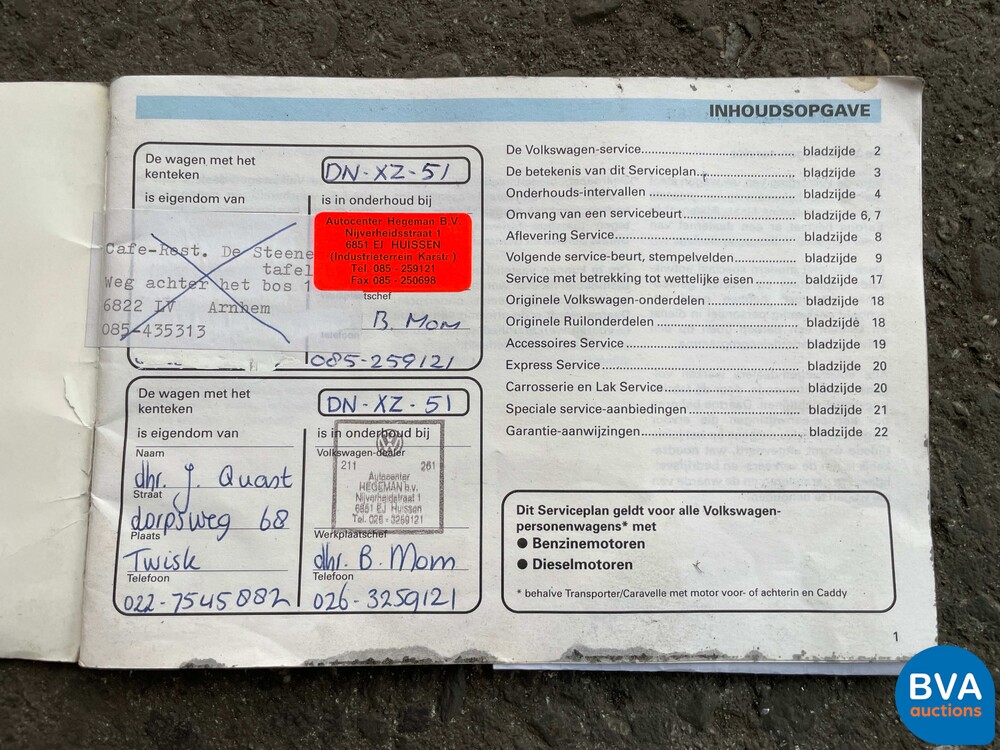 INHOUDSOPGAVE
De wagen met het
kenteken
DN-XZ-51
is eigendom van
is in onderhoud bij
Cafe-Rest. De Steene
tafel
Weg achter het bos 1
6822 LV Arnhem
085-435313
Autocenter Hegeman B.V.
Nijverheidsstraat 1
6851 EJ HUISSEN
(Industrieterrein Karstr.)
Tel. 085 - 259121
Fax 085 - 250698
tschef
B. Mom
085-259121
De wagen met het
kenteken
DN-XZ-51
is eigendom van
Naam
dhr. J. Quast
Straat
dorpsweg 68
Plaats
Twisk
Telefoon
022-7545882
is in onderhoud bij
Volkswagen-dealer
211 261
Autocenter
HEGEMAN b.v.
Nijverheidstraat 1
6851 EJ Huissen
Tel. 026 - 3259121
Werkplaatschef
dhr. B. Mom
Telefoon
026-3259121
De Volkswagen-service bladzijde 2
De betekenis van dit Serviceplan bladzijde 3
Onderhouds-intervallen bladzijde 4
Omvang van een servicebeurt bladzijde 6, 7
Aflevering Service bladzijde 8
Volgende service-beurt, stempelvelden bladzijde 9
Service met betrekking tot wettelijke eisen baldzijde 17
Originele Volkswagen-onderdelen bladzijde 18
Originele Ruilonderdelen bladzijde 18
Accessoires Service bladzijde 19
Express Service bladzijde 20
Carrosserie en Lak Service bladzijde 20
Speciale service-aanbiedingen bladzijde 21
Garantie-aanwijzingen bladzijde 22
Dit Serviceplan geldt voor alle Volkswagen-
personenwagens* met
● Benzinemotoren
● Dieselmotoren
* behalve Transporter/Caravelle met motor voor- of achterin en Caddy
1
BVA
auctions